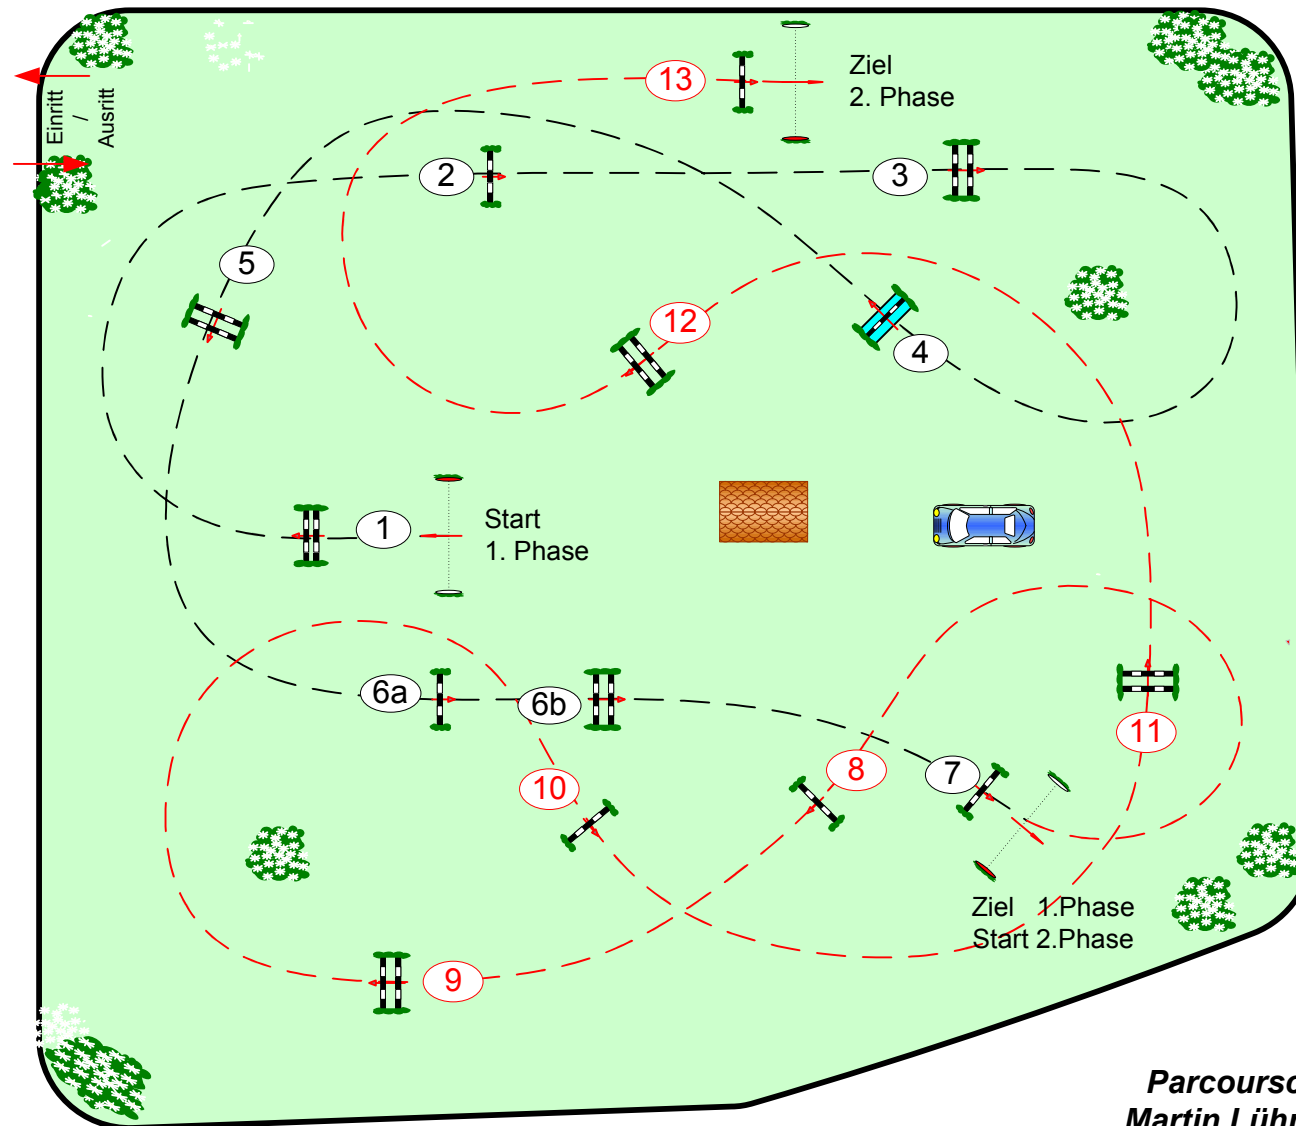 13
Ziel
2. Phase
Einritt
/
Ausritt
2
3
5
12
4
1
Start
1. Phase
6a
6b
11
10
8
7
Ziel 1.Phase
Start 2.Phase
9
Martin